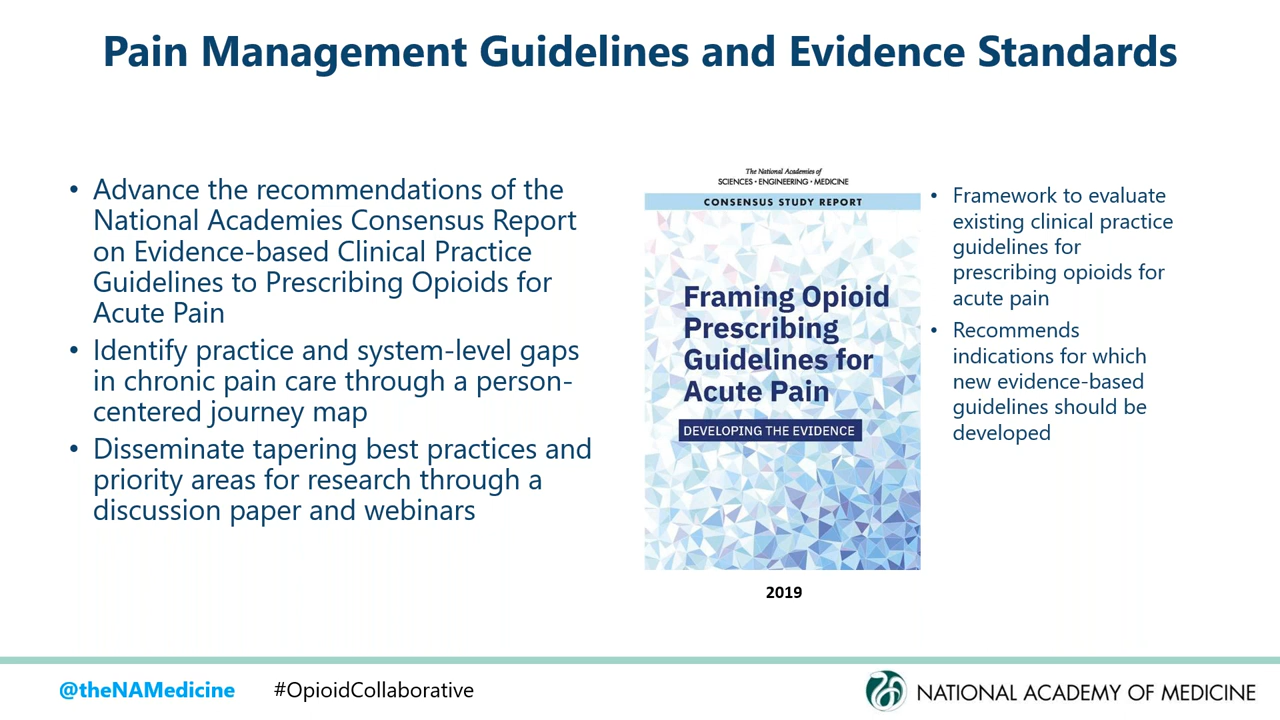 Pain Management Guidelines and Evidence Standards
• Advance the recommendations of the
National Academies Consensus Report
on Evidence-based Clinical Practice
Guidelines to Prescribing Opioids for
Acute Pain
• Identify practice and system-level gaps
in chronic pain care through a person-
centered journey map
• Disseminate tapering best practices and
priority areas for research through a
discussion paper and webinars
The National Academies of
SCIENCES • ENGINEERING • MEDICINE
CONSENSUS STUDY REPORT
Framing Opioid
Prescribing
Guidelines for
Acute Pain
DEVELOPING THE EVIDENCE
2019
• Framework to evaluate
existing clinical practice
guidelines for
prescribing opioids for
acute pain
• Recommends
indications for which
new evidence-based
guidelines should be
developed
@theNAMedicine #OpioidCollaborative
NATIONAL ACADEMY OF MEDICINE